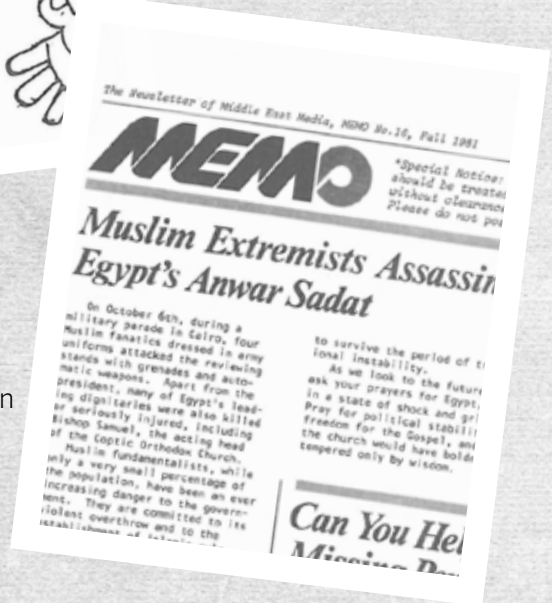 The Newsletter of Middle East Media, MEMO No.16, Fall 1981
MEMO
"Special Notice:
should be treate
without clearance
Please do not po
Muslim Extremists Assassin
Egypt's Anwar Sadat
On October 6th, during a
military parade in Cairo, four
Muslim fanatics dressed in army
uniforms attacked the reviewing
stands with grenades and auto-
matic weapons. Apart from the
president, many of Egypt's lead-
ing dignitaries were also killed
or seriously injured, including
Bishop Samuel, the acting head
of the Coptic Orthodox Church.
Muslim fundamentalists, while
only a very small percentage of
the population, have been an ever
increasing danger to the govern-
ment. They are committed to its
violent overthrow and to the
to survive the period of t
ional instability.
As we look to the future
ask your prayers for Egypt,
in a state of shock and gr
Pray for political stabili
freedom for the Gospel, and
the church would have bold
tempered only by wisdom.
Can You Hel
n